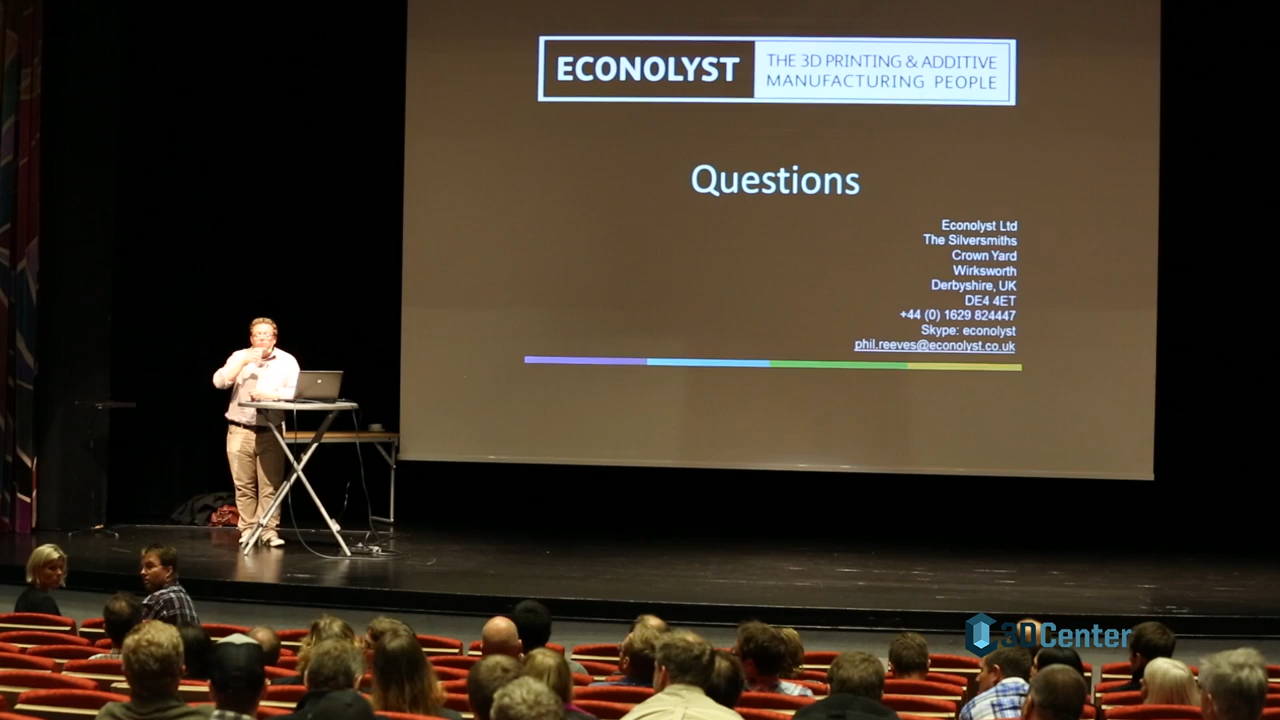 ECONOLYST
THE 3D PRINTING & ADDITIVE
MANUFACTURING PEOPLE
Questions
Econolyst Ltd
The Silversmiths
Crown Yard
Wirksworth
Derbyshire, UK
DE4 4ET
+44 (0) 1629 824447
Skype: econolyst
phil.reeves@econolyst.co.uk
3DCenter